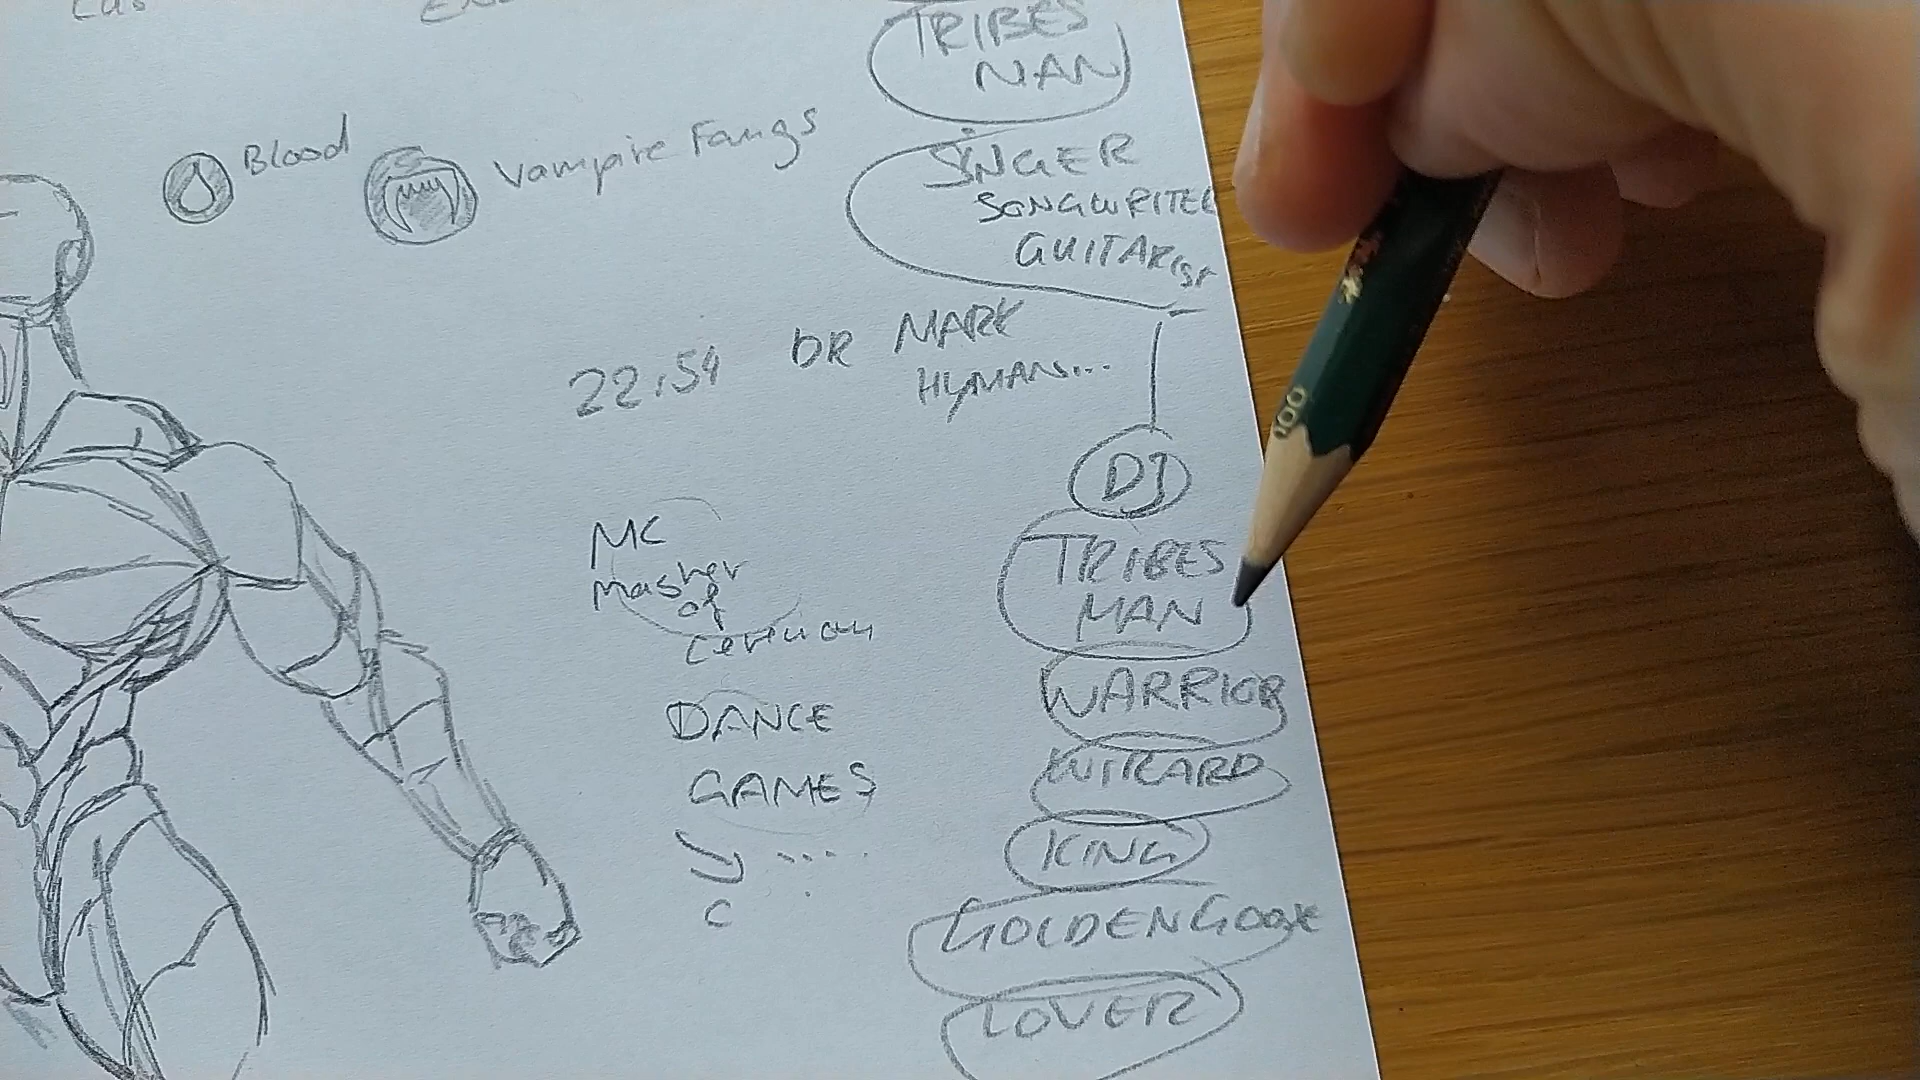 TRIBES
MAN
Blood
Vampire Fangs
SINGER
SONGWRITER
GUITARIST
22:54
DR MARK
HYMAN...
DJ
MC
Master
of
TRIBES
MAN
WARRIOR
DANCE
WIZARD
GAMES
KING
C
GOLDENGOOSE
LOVER